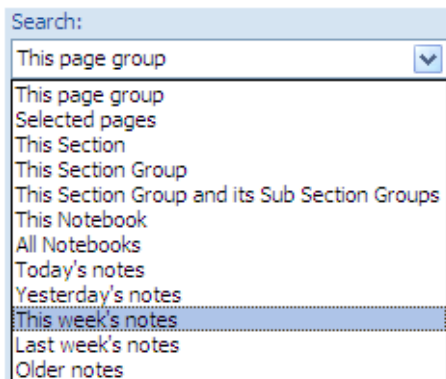 Search:
This page group
This page group
Selected pages
This Section
This Section Group
This Section Group and its Sub Section Groups
This Notebook
All Notebooks
Today's notes
Yesterday's notes
This week's notes
Last week's notes
Older notes